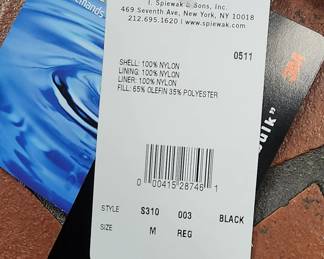 I. Spiewak & Sons, Inc.
469 Seventh Ave, New York, NY 10018
212.695.1620 > www.spiewak.com
0511
SHELL: 100% NYLON
LINING: 100% NYLON
LINER: 100% NYLON
FILL: 65% OLEFIN 35% POLYESTER
0 00415 28746 1
STYLE S310 003 BLACK
SIZE M REG
3M
bulk"